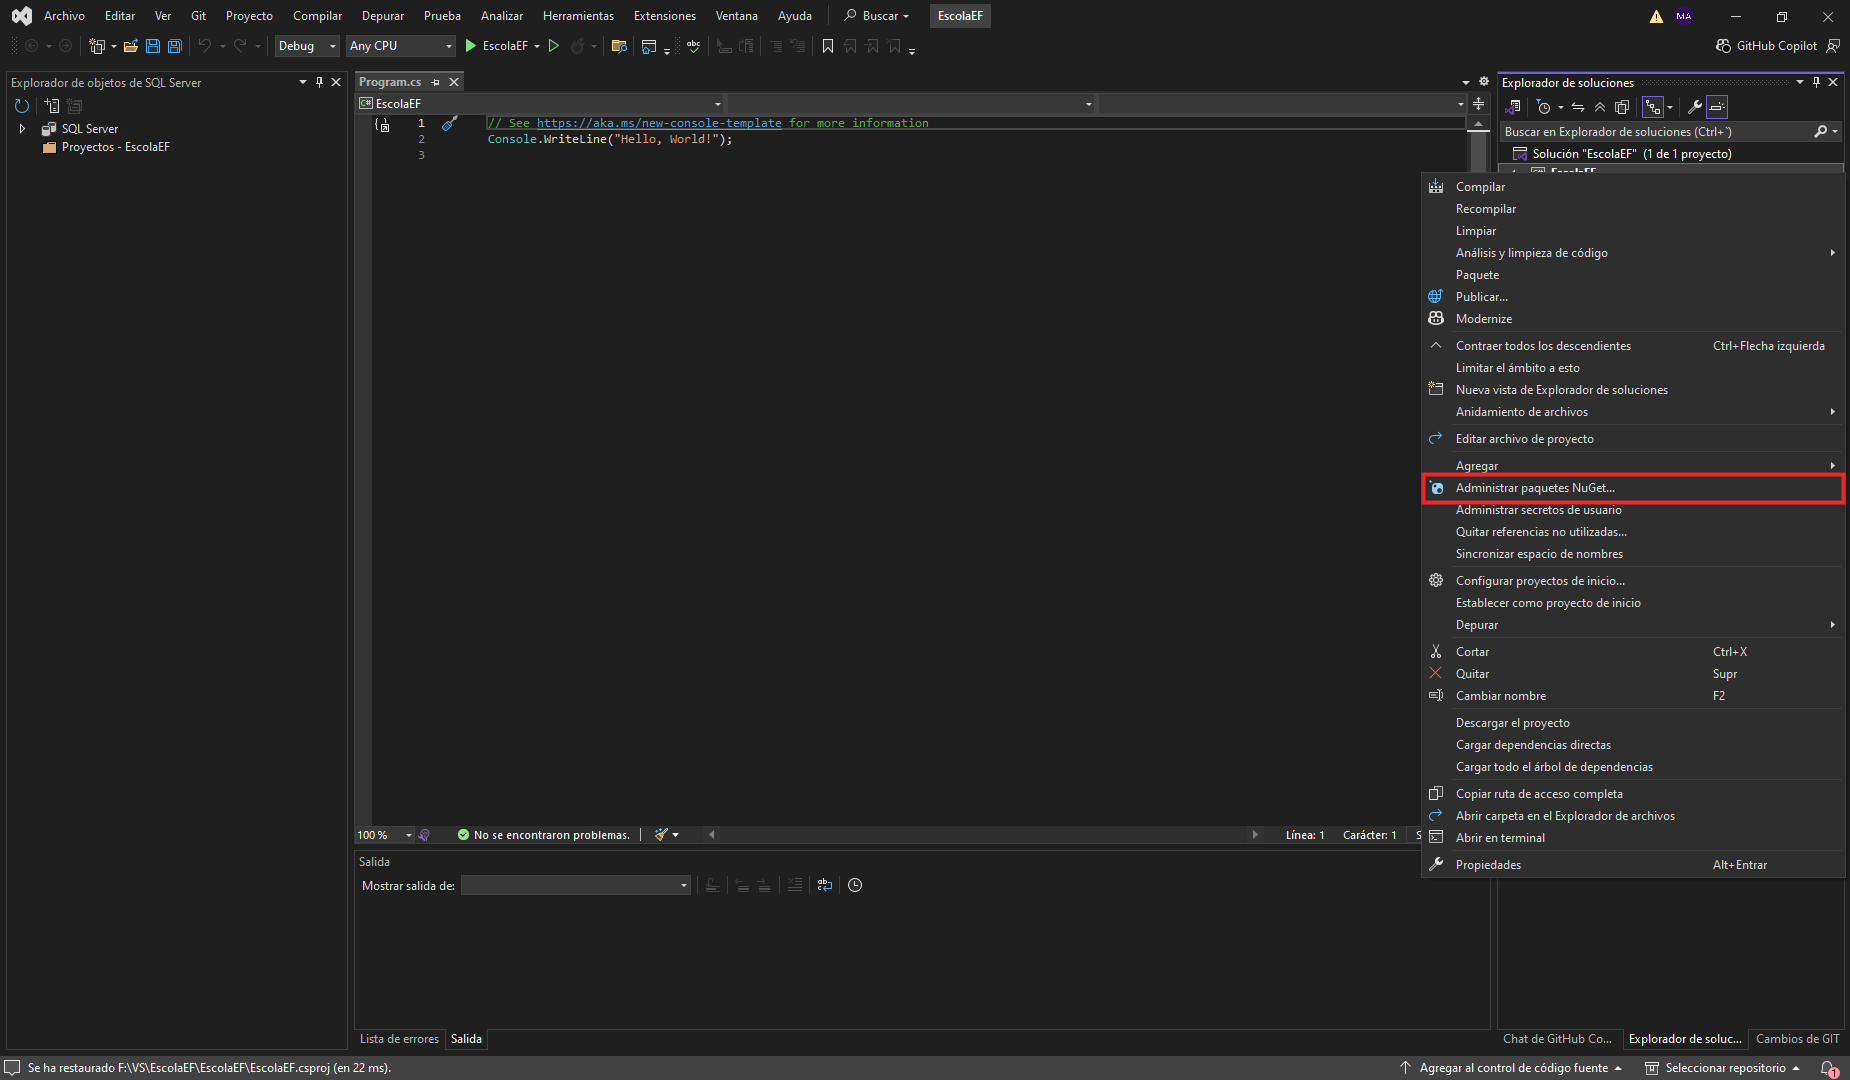 Archivo Editar Ver Git Proyecto Compilar Depurar Prueba Analizar Herramientas Extensiones Ventana Ayuda Buscar EscolaEF MA
Debug Any CPU EscolaEF abc GitHub Copilot
Explorador de objetos de SQL Server
SQL Server
Proyectos - EscolaEF
Program.cs
C# EscolaEF
1 // See https://aka.ms/new-console-template for more information
2 Console.WriteLine("Hello, World!");
3
100 % No se encontraron problemas. Línea: 1 Carácter: 1 S
Salida
Mostrar salida de:
Lista de errores Salida
Explorador de soluciones
Buscar en Explorador de soluciones (Ctrl+`)
Solución "EscolaEF" (1 de 1 proyecto)
EscolaEF
Compilar
Recompilar
Limpiar
Análisis y limpieza de código
Paquete
Publicar...
Modernize
Contraer todos los descendientes Ctrl+Flecha izquierda
Limitar el ámbito a esto
Nueva vista de Explorador de soluciones
Anidamiento de archivos
Editar archivo de proyecto
Agregar
Administrar paquetes NuGet...
Administrar secretos de usuario
Quitar referencias no utilizadas...
Sincronizar espacio de nombres
Configurar proyectos de inicio...
Establecer como proyecto de inicio
Depurar
Cortar Ctrl+X
Quitar Supr
Cambiar nombre F2
Descargar el proyecto
Cargar dependencias directas
Cargar todo el árbol de dependencias
Copiar ruta de acceso completa
Abrir carpeta en el Explorador de archivos
Abrir en terminal
Propiedades Alt+Entrar
Chat de GitHub Co... Explorador de soluc... Cambios de GIT
Se ha restaurado F:\VS\EscolaEF\EscolaEF\EscolaEF.csproj (en 22 ms). Agregar al control de código fuente Seleccionar repositorio 1